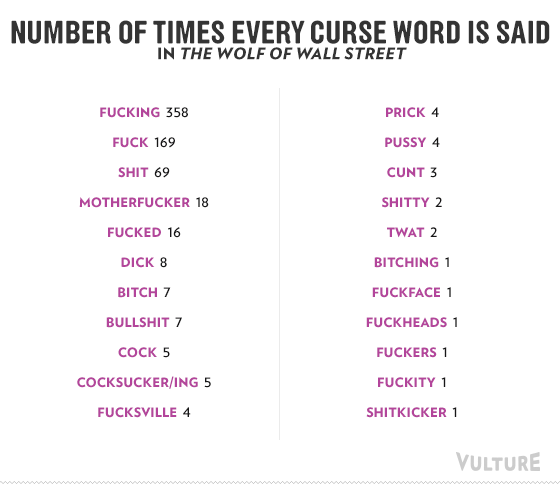 NUMBER OF TIMES EVERY CURSE WORD IS SAID
IN THE WOLF OF WALL STREET
FUCKING 358
FUCK 169
SHIT 69
MOTHERFUCKER 18
FUCKED 16
DICK 8
BITCH 7
BULLSHIT 7
COCK 5
COCKSUCKER/ING 5
FUCKSVILLE 4
PRICK 4
PUSSY 4
CUNT 3
SHITTY 2
TWAT 2
BITCHING 1
FUCKFACE 1
FUCKHEADS 1
FUCKERS 1
FUCKITY 1
SHITKICKER 1
VULTURE